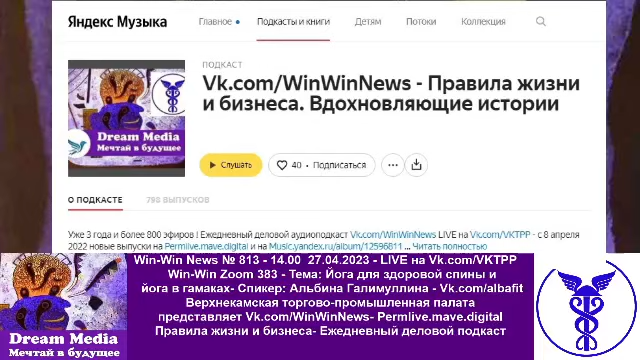 Яндекс Музыка
Главное
Подкасты и книги
Детям
Потоки
Коллекция
ПОДКАСТ
Vk.com/WinWinNews - Правила жизни
и бизнеса. Вдохновляющие истории
Dream Media
Мечтай в будущее
Слушать
40 • Подписаться
О ПОДКАСТЕ
798 ВЫПУСКОВ
Уже 3 года и более 800 эфиров ! Ежедневный деловой аудиоподкаст Vk.com/WinWinNews LIVE на Vk.com/VKTPP - с 8 апреля
2022 новые выпуски на Permlive.mave.digital и на Music.yandex.ru/album/12596811 ... Читать полностью
Win-Win News № 813 - 14.00 27.04.2023 - LIVE на Vk.com/VKTPP
Win-Win Zoom 383 - Тема: Йога для здоровой спины и
йога в гамаках- Спикер: Альбина Галимуллина - Vk.com/albafit
Верхнекамская торгово-промышленная палата
представляет Vk.com/WinWinNews- Permlive.mave.digital
Правила жизни и бизнеса- Ежедневный деловой подкаст
Dream Media
Мечтай в будущее